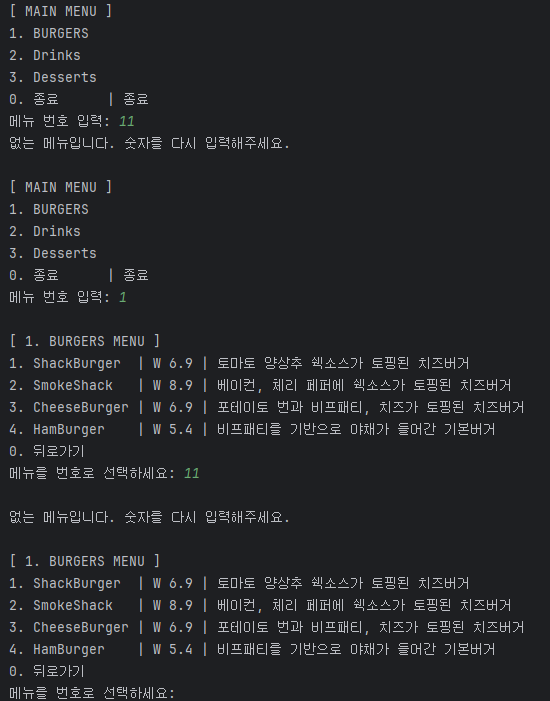 [ MAIN MENU ]
1. BURGERS
2. Drinks
3. Desserts
0. 종료      | 종료
메뉴 번호 입력: 11
없는 메뉴입니다. 숫자를 다시 입력해주세요.
[ MAIN MENU ]
1. BURGERS
2. Drinks
3. Desserts
0. 종료      | 종료
메뉴 번호 입력: 1
[ 1. BURGERS MENU ]
1. ShackBurger  | W 6.9 | 토마토 양상추 쉑소스가 토핑된 치즈버거
2. SmokeShack   | W 8.9 | 베이컨, 체리 페퍼에 쉑소스가 토핑된 치즈버거
3. CheeseBurger | W 6.9 | 포테이토 번과 비프패티, 치즈가 토핑된 치즈버거
4. HamBurger    | W 5.4 | 비프패티를 기반으로 야채가 들어간 기본버거
0. 뒤로가기
메뉴를 번호로 선택하세요: 11
없는 메뉴입니다. 숫자를 다시 입력해주세요.
[ 1. BURGERS MENU ]
1. ShackBurger  | W 6.9 | 토마토 양상추 쉑소스가 토핑된 치즈버거
2. SmokeShack   | W 8.9 | 베이컨, 체리 페퍼에 쉑소스가 토핑된 치즈버거
3. CheeseBurger | W 6.9 | 포테이토 번과 비프패티, 치즈가 토핑된 치즈버거
4. HamBurger    | W 5.4 | 비프패티를 기반으로 야채가 들어간 기본버거
0. 뒤로가기
메뉴를 번호로 선택하세요: